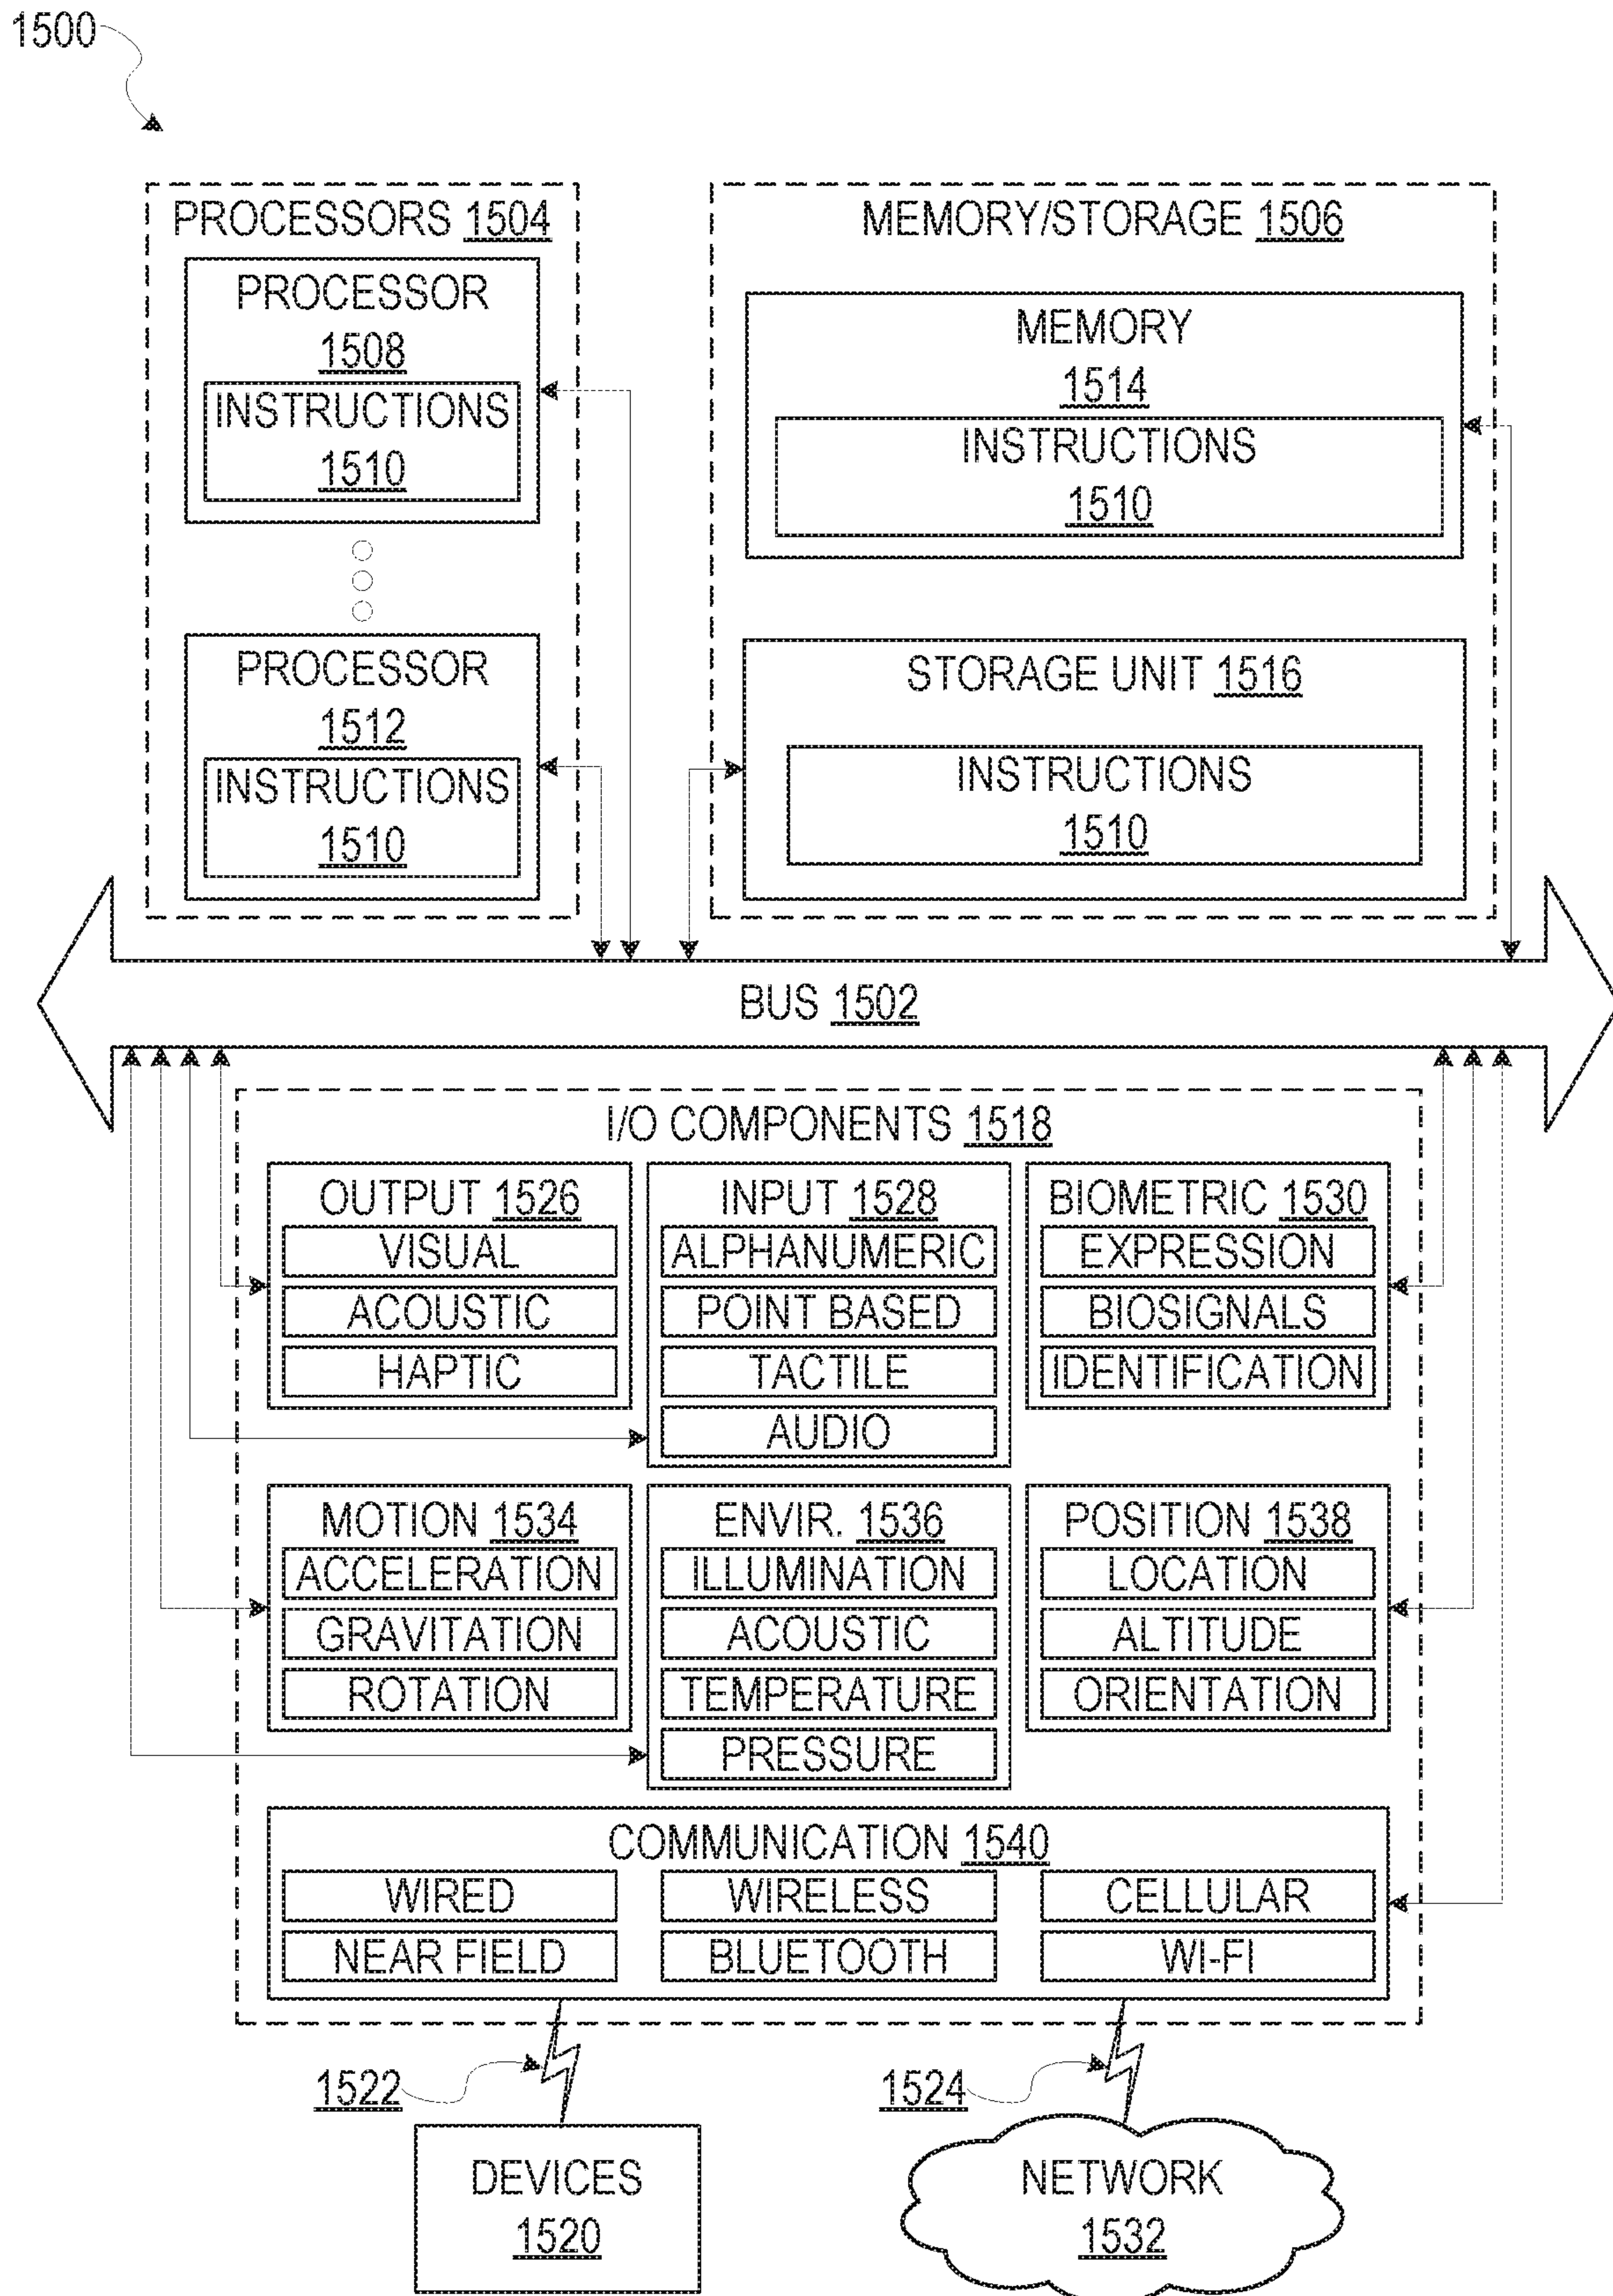 1500
PROCESSORS 1504
PROCESSOR
1508
INSTRUCTIONS
1510
PROCESSOR
1512
INSTRUCTIONS
1510
MEMORY/STORAGE 1506
MEMORY
1514
INSTRUCTIONS
1510
STORAGE UNIT 1516
INSTRUCTIONS
1510
BUS 1502
I/O COMPONENTS 1518
OUTPUT 1526
VISUAL
ACOUSTIC
HAPTIC
INPUT 1528
ALPHANUMERIC
POINT BASED
TACTILE
AUDIO
BIOMETRIC 1530
EXPRESSION
BIOSIGNALS
IDENTIFICATION
MOTION 1534
ACCELERATION
GRAVITATION
ROTATION
ENVIR. 1536
ILLUMINATION
ACOUSTIC
TEMPERATURE
PRESSURE
POSITION 1538
LOCATION
ALTITUDE
ORIENTATION
COMMUNICATION 1540
WIRED
WIRELESS
CELLULAR
NEAR FIELD
BLUETOOTH
WI-FI
1522
1524
DEVICES
1520
NETWORK
1532